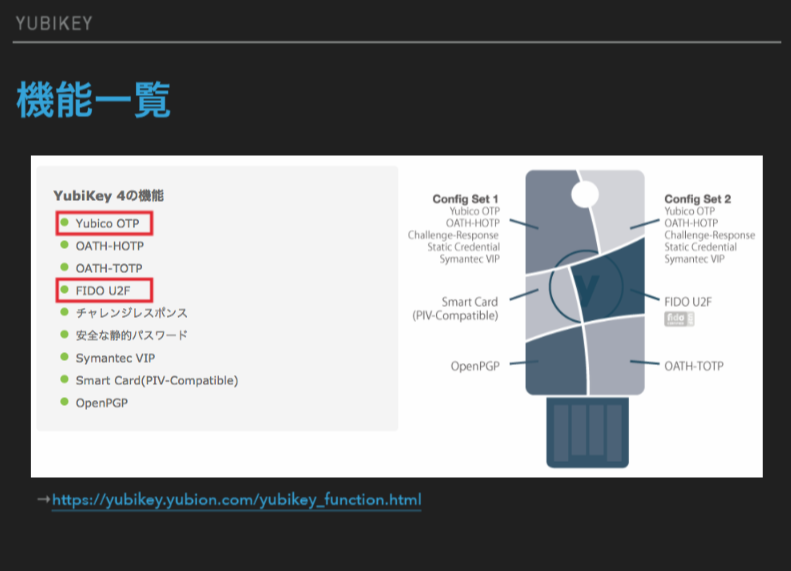 YUBIKEY
機能一覧
YubiKey 4の機能
Yubico OTP
OATH-HOTP
OATH-TOTP
FIDO U2F
チャレンジレスポンス
安全な静的パスワード
Symantec VIP
Smart Card(PIV-Compatible)
OpenPGP
Config Set 1
Yubico OTP
OATH-HOTP
Challenge-Response
Static Credential
Symantec VIP
Smart Card
(PIV-Compatible)
OpenPGP
Config Set 2
Yubico OTP
OATH-HOTP
Challenge-Response
Static Credential
Symantec VIP
FIDO U2F
fido
OATH-TOTP
y
→https://yubikey.yubion.com/yubikey_function.html